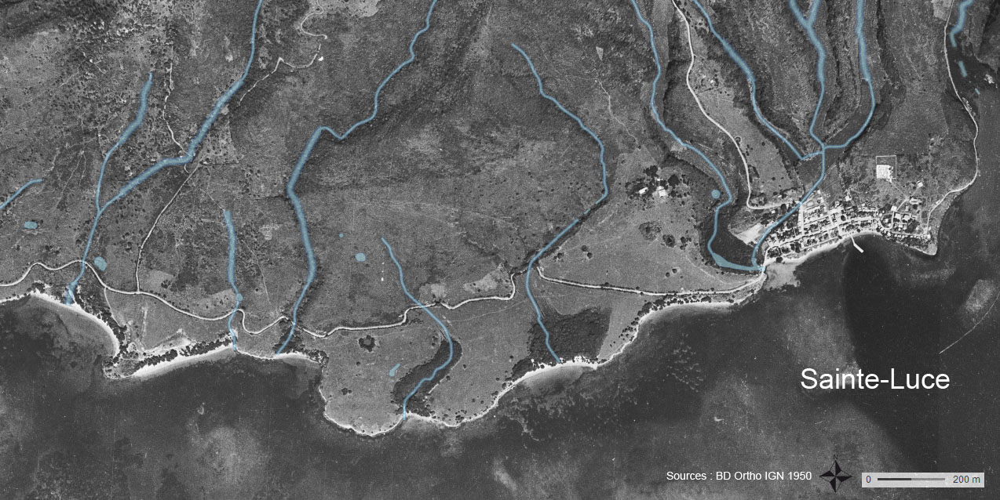 Sainte-Luce
Sources : BD Ortho IGN 1950
0 200 m